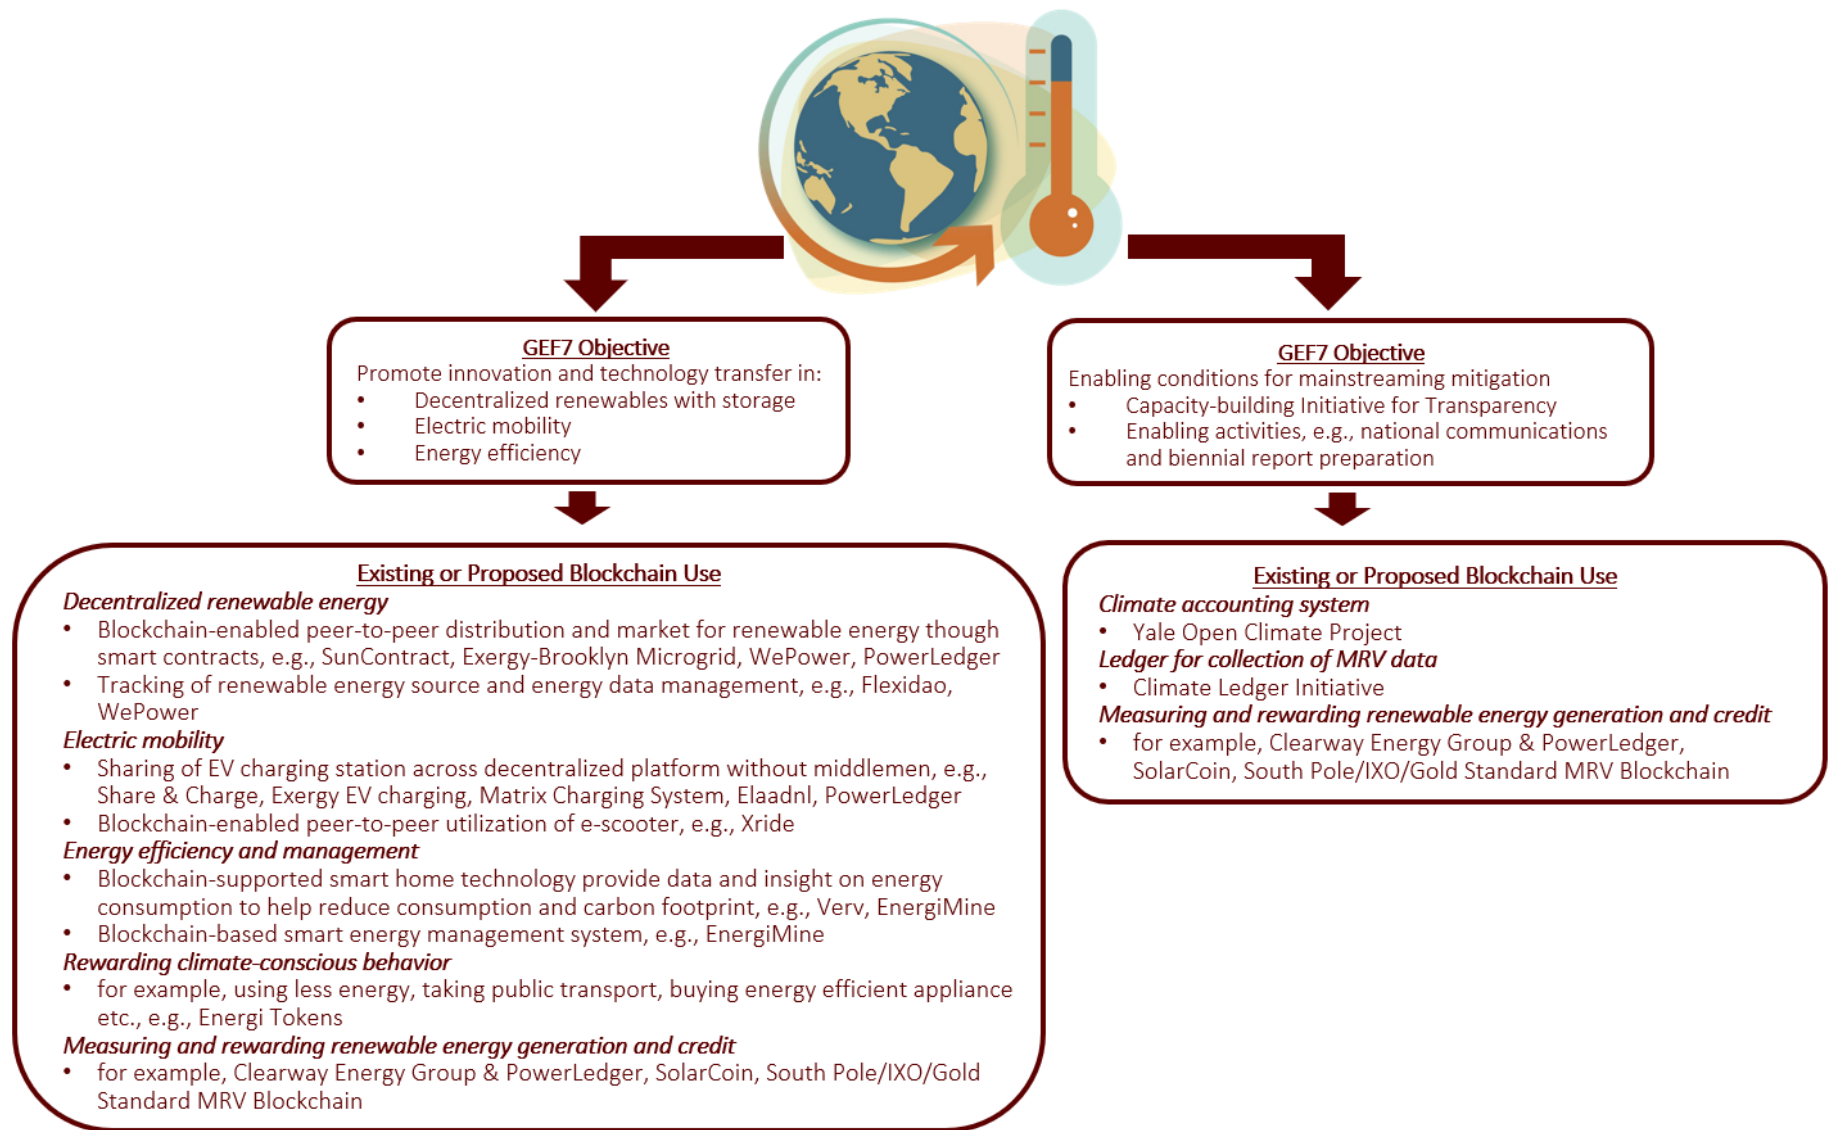 GEF7 Objective
Promote innovation and technology transfer in:
• Decentralized renewables with storage
• Electric mobility
• Energy efficiency
GEF7 Objective
Enabling conditions for mainstreaming mitigation
• Capacity-building Initiative for Transparency
• Enabling activities, e.g., national communications
and biennial report preparation
Existing or Proposed Blockchain Use
Decentralized renewable energy
• Blockchain-enabled peer-to-peer distribution and market for renewable energy though
smart contracts, e.g., SunContract, Exergy-Brooklyn Microgrid, WePower, PowerLedger
• Tracking of renewable energy source and energy data management, e.g., Flexidao,
WePower
Electric mobility
• Sharing of EV charging station across decentralized platform without middlemen, e.g.,
Share & Charge, Exergy EV charging, Matrix Charging System, Elaadnl, PowerLedger
• Blockchain-enabled peer-to-peer utilization of e-scooter, e.g., Xride
Energy efficiency and management
• Blockchain-supported smart home technology provide data and insight on energy
consumption to help reduce consumption and carbon footprint, e.g., Verv, EnergiMine
• Blockchain-based smart energy management system, e.g., EnergiMine
Rewarding climate-conscious behavior
• for example, using less energy, taking public transport, buying energy efficient appliance
etc., e.g., Energi Tokens
Measuring and rewarding renewable energy generation and credit
• for example, Clearway Energy Group & PowerLedger, SolarCoin, South Pole/IXO/Gold
Standard MRV Blockchain
Existing or Proposed Blockchain Use
Climate accounting system
• Yale Open Climate Project
Ledger for collection of MRV data
• Climate Ledger Initiative
Measuring and rewarding renewable energy generation and credit
• for example, Clearway Energy Group & PowerLedger,
SolarCoin, South Pole/IXO/Gold Standard MRV Blockchain